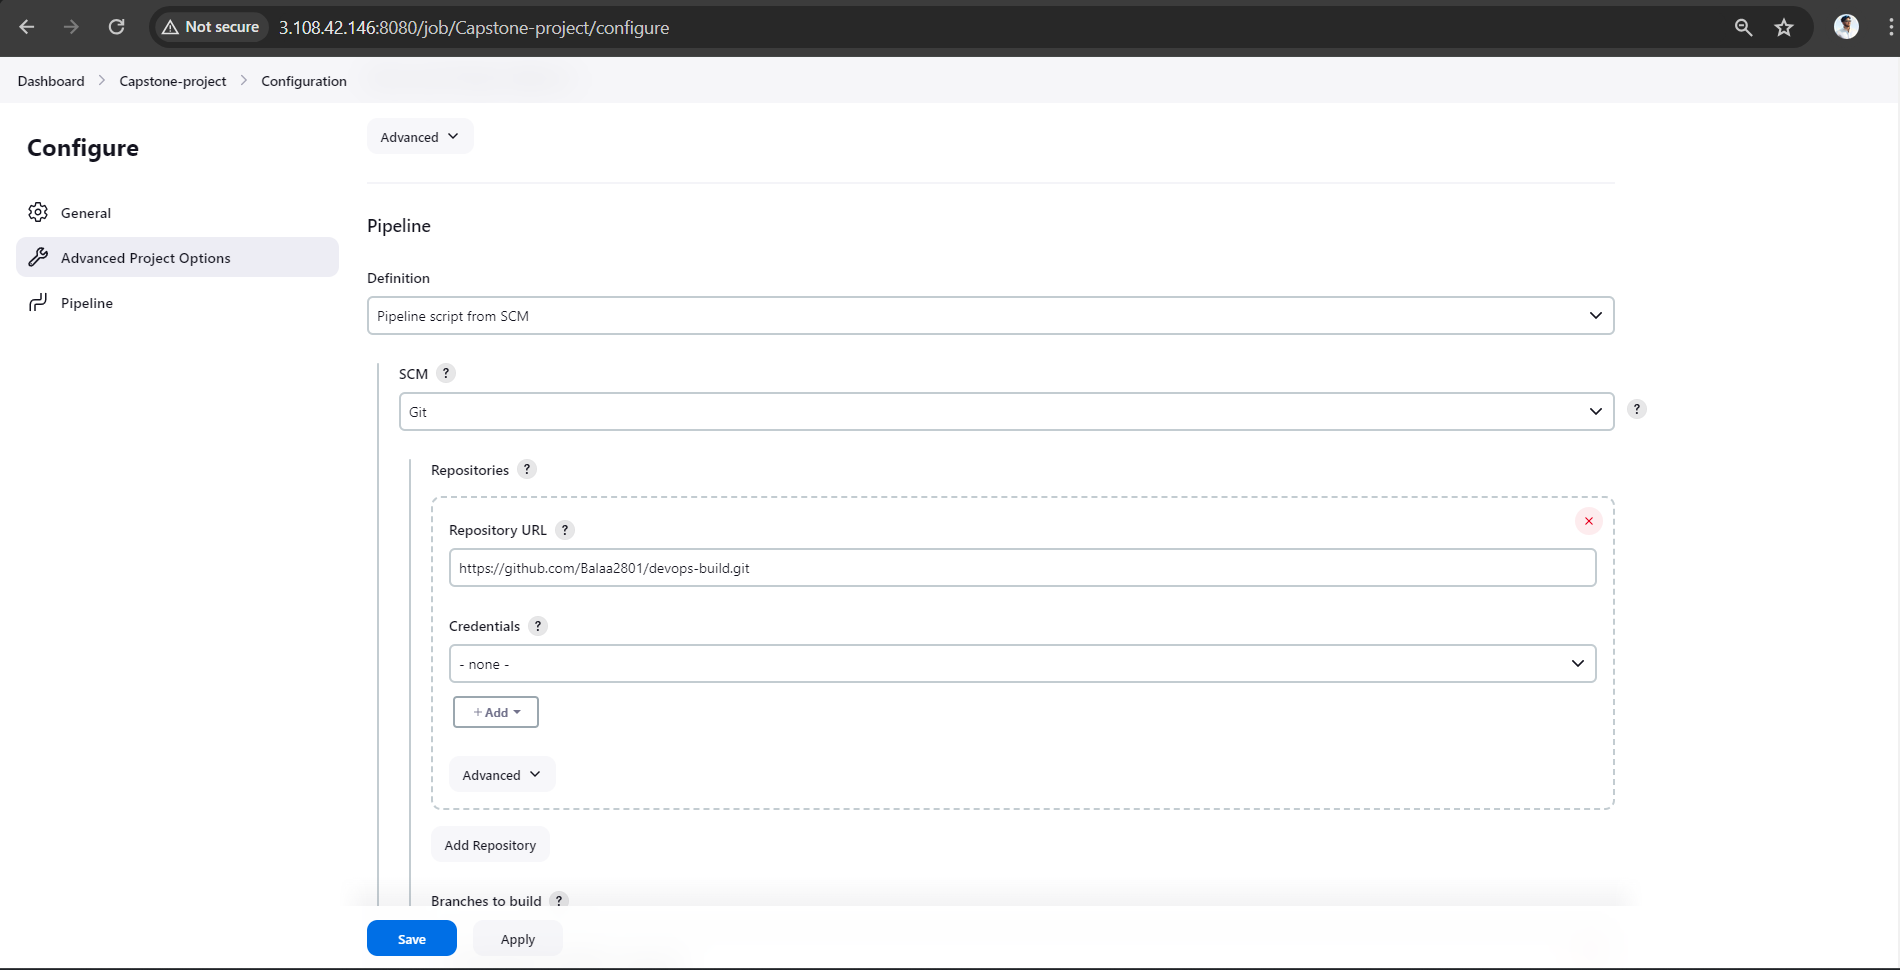 Not secure 3.108.42.146:8080/job/Capstone-project/configure
Dashboard Capstone-project Configuration
Configure
General
Advanced Project Options
Pipeline
Advanced
Pipeline
Definition
Pipeline script from SCM
SCM ?
Git
?
Repositories ?
Repository URL ?
https://github.com/Balaa2801/devops-build.git
Credentials ?
- none -
+ Add
Advanced
Add Repository
Branches to build ?
Save Apply